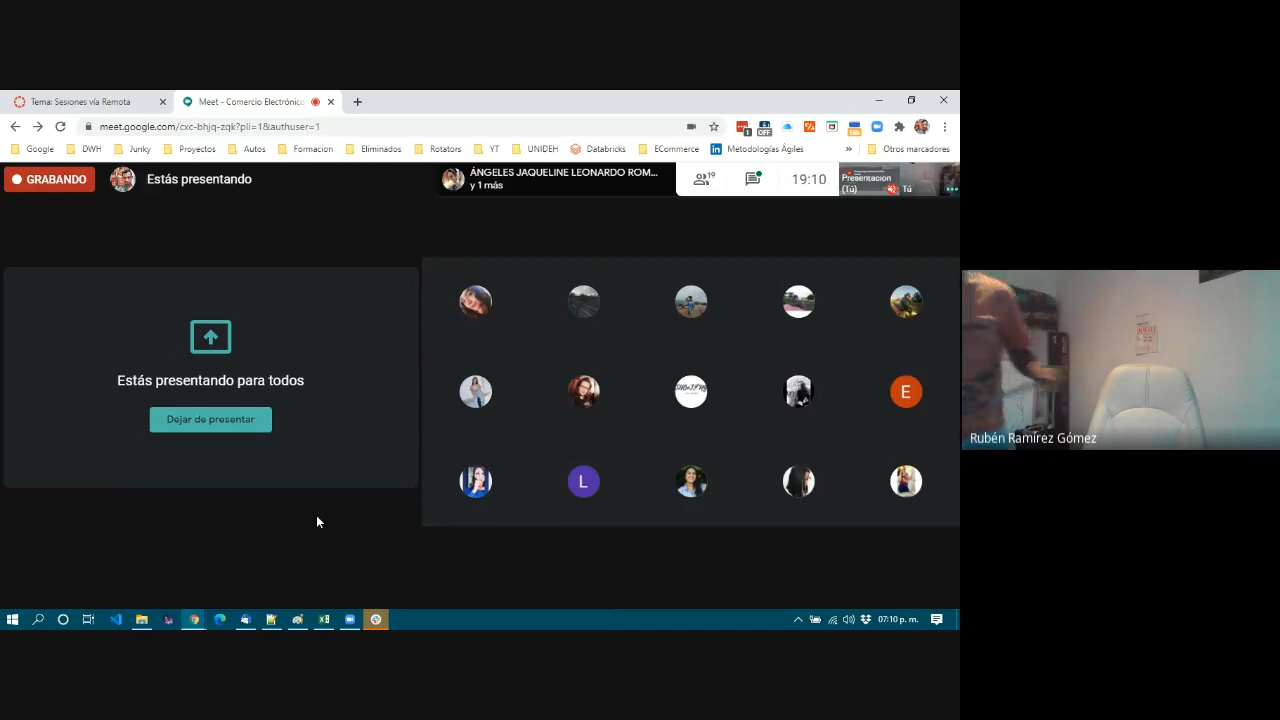 Tema: Sesiones vía Remota
Meet - Comercio Electrónico
meet.google.com/cxc-bhjq-zqk?pli=1&authuser=1
1
OFF
Google
DWH
Junky
Proyectos
Autos
Formacion
Eliminados
Rotators
YT
UNIDEH
Databricks
ECommerce
Metodologías Ágiles
»
Otros marcadores
GRABANDO
Estás presentando
ÁNGELES JAQUELINE LEONARDO ROM...
y 1 más
19
19:10
Presentación
(Tú)
Tú
Estás presentando para todos
Dejar de presentar
E
L
Rubén Ramírez Gómez
07:10 p. m.